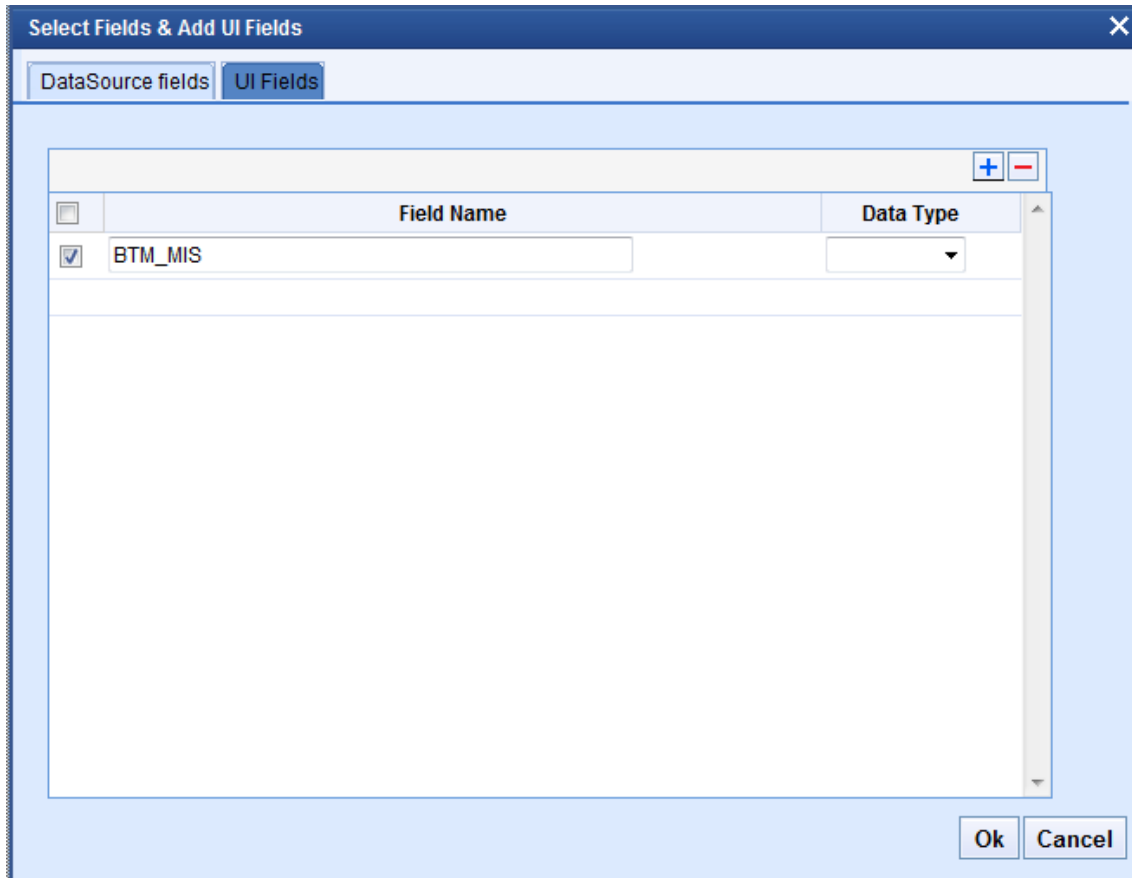 Select Fields & Add UI Fields
DataSource fields UI Fields
Field Name Data Type
BTM_MIS
Ok Cancel